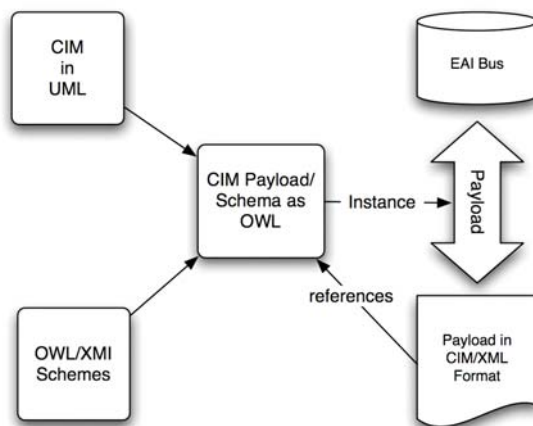 CIM
in
UML
EAI Bus
CIM Payload/
Schema as
OWL
Instance
Payload
references
OWL/XMI
Schemes
Payload in
CIM/XML
Format